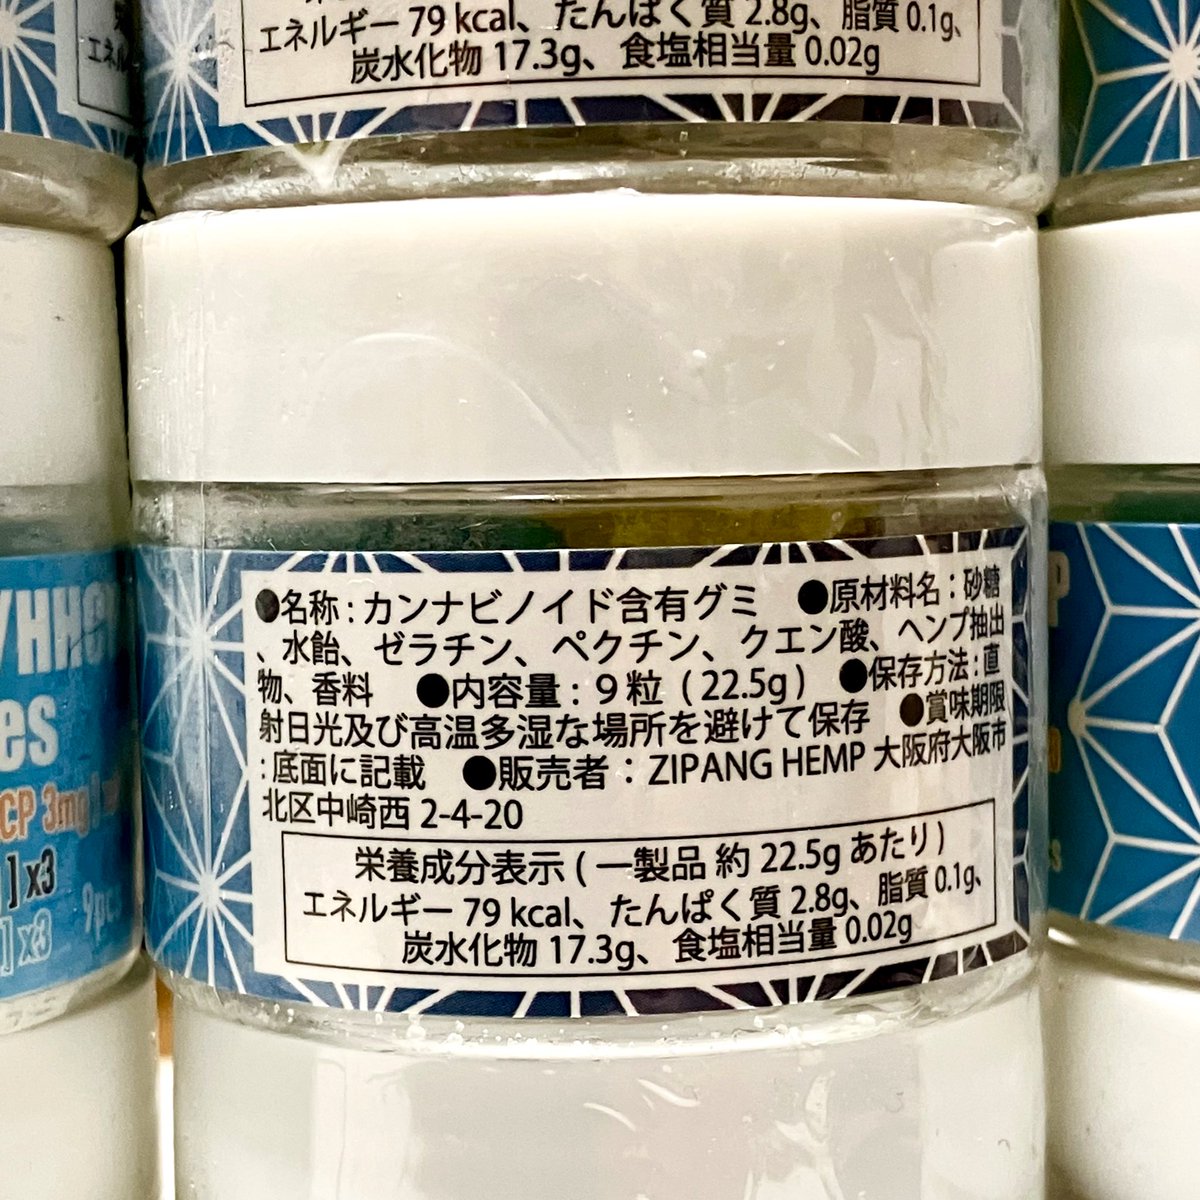 エネルギー 79 kcal、たんぱく質 2.8g、脂質 0.1g、
炭水化物 17.3g、食塩相当量 0.02g
●名称 : カンナビノイド含有グミ ●原材料名 : 砂糖
、水飴、ゼラチン、ペクチン、クエン酸、ヘンプ抽出
物、香料 ●内容量 : 9 粒 ( 22.5g ) ●保存方法 : 直
射日光及び高温多湿な場所を避けて保存 ●賞味期限
: 底面に記載 ●販売者 : ZIPANG HEMP 大阪府大阪市
北区中崎西 2-4-20
栄養成分表示 ( 一製品 約 22.5g あたり )
エネルギー 79 kcal、たんぱく質 2.8g、脂質 0.1g、
炭水化物 17.3g、食塩相当量 0.02g
CP 3mg
] x3
9pc
] x3